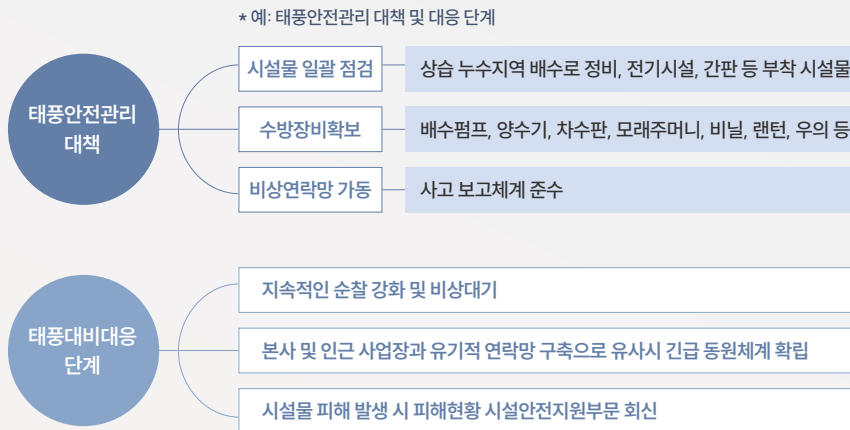 * 예: 태풍안전관리 대책 및 대응 단계
태풍안전관리
대책
시설물 일괄 점검
상습 누수지역 배수로 정비, 전기시설, 간판 등 부착 시설물
수방장비확보
배수펌프, 양수기, 차수판, 모래주머니, 비닐, 랜턴, 우의 등
비상연락망 가동
사고 보고체계 준수
태풍대비대응
단계
지속적인 순찰 강화 및 비상대기
본사 및 인근 사업장과 유기적 연락망 구축으로 유사시 긴급 동원체계 확립
시설물 피해 발생 시 피해현황 시설안전지원부문 회신